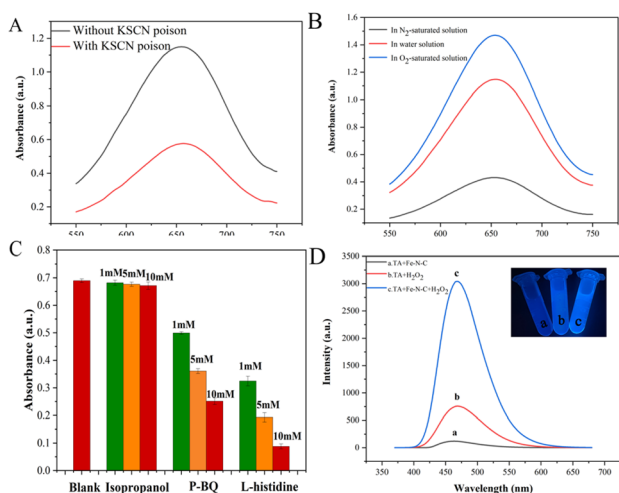 A
Without KSCN poison
With KSCN poison
Absorbance (a.u.)
1.2
1.0
0.8
0.6
0.4
0.2
550
600
650
700
750
B
In N2-saturated solution
In water solution
In O2-saturated solution
Absorbance (a.u.)
1.6
1.4
1.2
1.0
0.8
0.6
0.4
0.2
0.0
550
600
650
700
750
C
Absorbance (a.u.)
0.8
0.7
0.6
0.5
0.4
0.3
0.2
0.1
0.0
1mM 5mM 10mM
1mM
5mM
10mM
1mM
5mM
10mM
Blank Isopropanol P-BQ L-histidine
D
a.TA+Fe-N-C
b.TA+H2O2
c.TA+Fe-N-C+H2O2
Intensity (a.u.)
3500
3000
2500
2000
1500
1000
500
0
c
b
a
a b c
350 400 450 500 550 600 650 700
Wavelength (nm)